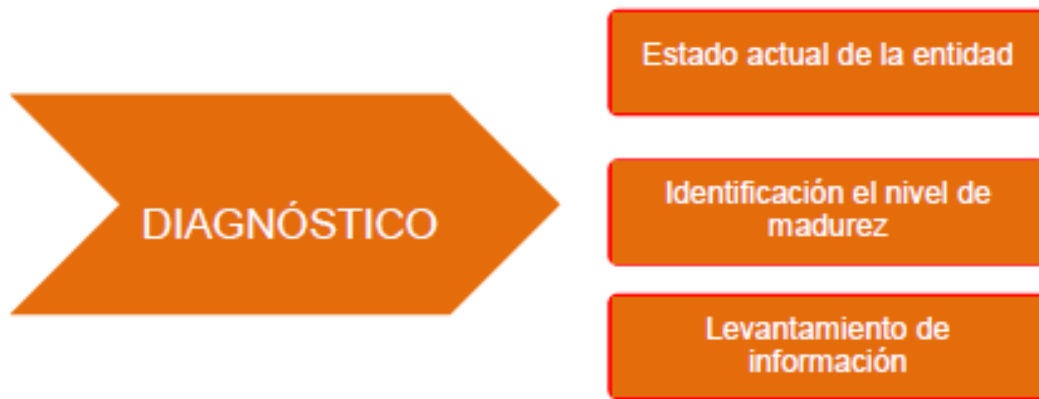 DIAGNÓSTICO
Estado actual de la entidad
Identificación el nivel de
madurez
Levantamiento de
información